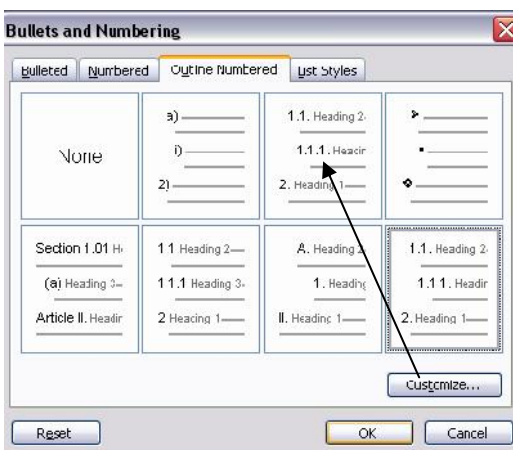 Bullets and Numbering
Bulleted Numbered Outline Numbered List Styles
None
a)
i)
2)
1.1. Heading 2
1.1.1. Headin
2. Heading 1
Section 1.01 H
(a) Heading 3
Article II. Headin
1 1 Heading 2
1 1.1 Heading 3
2 Heading 1
A. Heading 2
1. Heading
II. Heading 1
1.1. Heading 2
1.1 1. Headin
2. Heading 1
Customize...
Reset OK Cancel